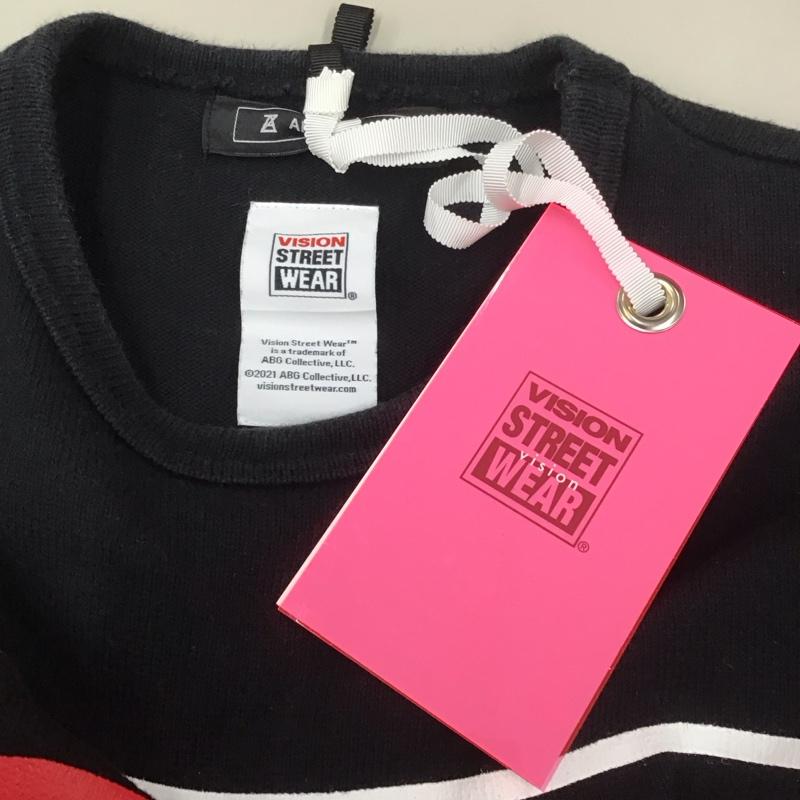 VISION
STREET
WEAR
®
Vision Street Wear™
is a trademark of
ABG Collective, LLC.
©2021 ABG Collective,LLC.
visionstreetwear.com
VISION
STREET
vision
WEAR
®